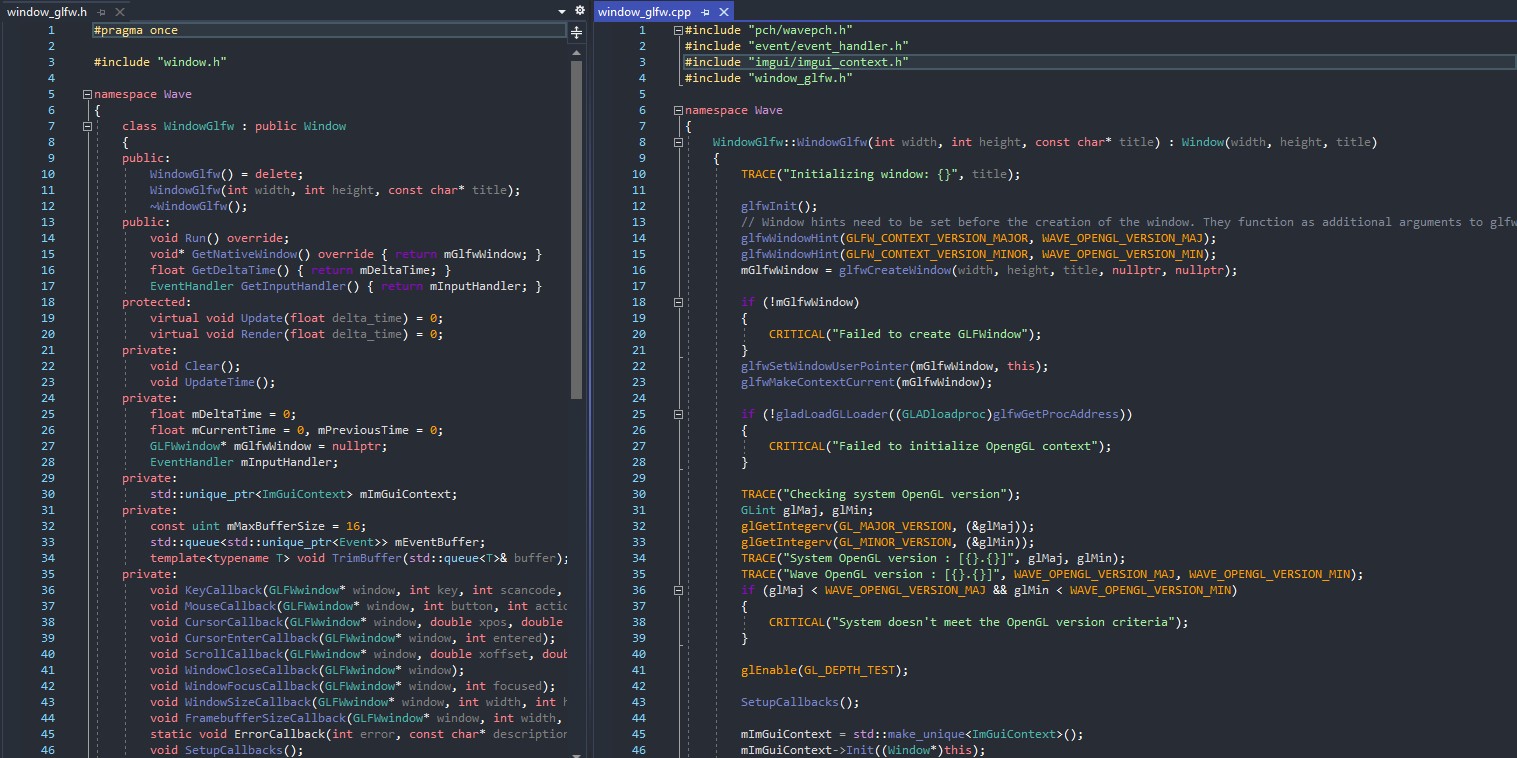 window_glfw.h
1 #pragma once
2
3 #include "window.h"
4
5 namespace Wave
6 {
7 class WindowGlfw : public Window
8 {
9 public:
10 WindowGlfw() = delete;
11 WindowGlfw(int width, int height, const char* title);
12 ~WindowGlfw();
13 public:
14 void Run() override;
15 void* GetNativeWindow() override { return mGlfwWindow; }
16 float GetDeltaTime() { return mDeltaTime; }
17 EventHandler GetInputHandler() { return mInputHandler; }
18 protected:
19 virtual void Update(float delta_time) = 0;
20 virtual void Render(float delta_time) = 0;
21 private:
22 void Clear();
23 void UpdateTime();
24 private:
25 float mDeltaTime = 0;
26 float mCurrentTime = 0, mPreviousTime = 0;
27 GLFWwindow* mGlfwWindow = nullptr;
28 EventHandler mInputHandler;
29 private:
30 std::unique_ptr<ImGuiContext> mImGuiContext;
31 private:
32 const uint mMaxBufferSize = 16;
33 std::queue<std::unique_ptr<Event>> mEventBuffer;
34 template<typename T> void TrimBuffer(std::queue<T>& buffer);
35 private:
36 void KeyCallback(GLFWwindow* window, int key, int scancode,
37 void MouseCallback(GLFWwindow* window, int button, int actic
38 void CursorCallback(GLFWwindow* window, double xpos, double
39 void CursorEnterCallback(GLFWwindow* window, int entered);
40 void ScrollCallback(GLFWwindow* window, double xoffset, doub
41 void WindowCloseCallback(GLFWwindow* window);
42 void WindowFocusCallback(GLFWwindow* window, int focused);
43 void WindowSizeCallback(GLFWwindow* window, int width, int h
44 void FramebufferSizeCallback(GLFWwindow* window, int width,
45 static void ErrorCallback(int error, const char* description
46 void SetupCallbacks();
window_glfw.cpp
1 #include "pch/wavepch.h"
2 #include "event/event_handler.h"
3 #include "imgui/imgui_context.h"
4 #include "window_glfw.h"
5
6 namespace Wave
7 {
8 WindowGlfw::WindowGlfw(int width, int height, const char* title) : Window(width, height, title)
9 {
10 TRACE("Initializing window: {}", title);
11
12 glfwInit();
13 // Window hints need to be set before the creation of the window. They function as additional arguments to glfw
14 glfwWindowHint(GLFW_CONTEXT_VERSION_MAJOR, WAVE_OPENGL_VERSION_MAJ);
15 glfwWindowHint(GLFW_CONTEXT_VERSION_MINOR, WAVE_OPENGL_VERSION_MIN);
16 mGlfwWindow = glfwCreateWindow(width, height, title, nullptr, nullptr);
17
18 if (!mGlfwWindow)
19 {
20 CRITICAL("Failed to create GLFWindow");
21 }
22 glfwSetWindowUserPointer(mGlfwWindow, this);
23 glfwMakeContextCurrent(mGlfwWindow);
24
25 if (!gladLoadGLLoader((GLADloadproc)glfwGetProcAddress))
26 {
27 CRITICAL("Failed to initialize OpengGL context");
28 }
29
30 TRACE("Checking system OpenGL version");
31 GLint glMaj, glMin;
32 glGetIntegerv(GL_MAJOR_VERSION, (&glMaj));
33 glGetIntegerv(GL_MINOR_VERSION, (&glMin));
34 TRACE("System OpenGL version : [{}.{}]", glMaj, glMin);
35 TRACE("Wave OpenGL version : [{}.{}]", WAVE_OPENGL_VERSION_MAJ, WAVE_OPENGL_VERSION_MIN);
36 if (glMaj < WAVE_OPENGL_VERSION_MAJ && glMin < WAVE_OPENGL_VERSION_MIN)
37 {
38 CRITICAL("System doesn't meet the OpenGL version criteria");
39 }
40
41 glEnable(GL_DEPTH_TEST);
42
43 SetupCallbacks();
44
45 mImGuiContext = std::make_unique<ImGuiContext>();
46 mImGuiContext->Init((Window*)this);